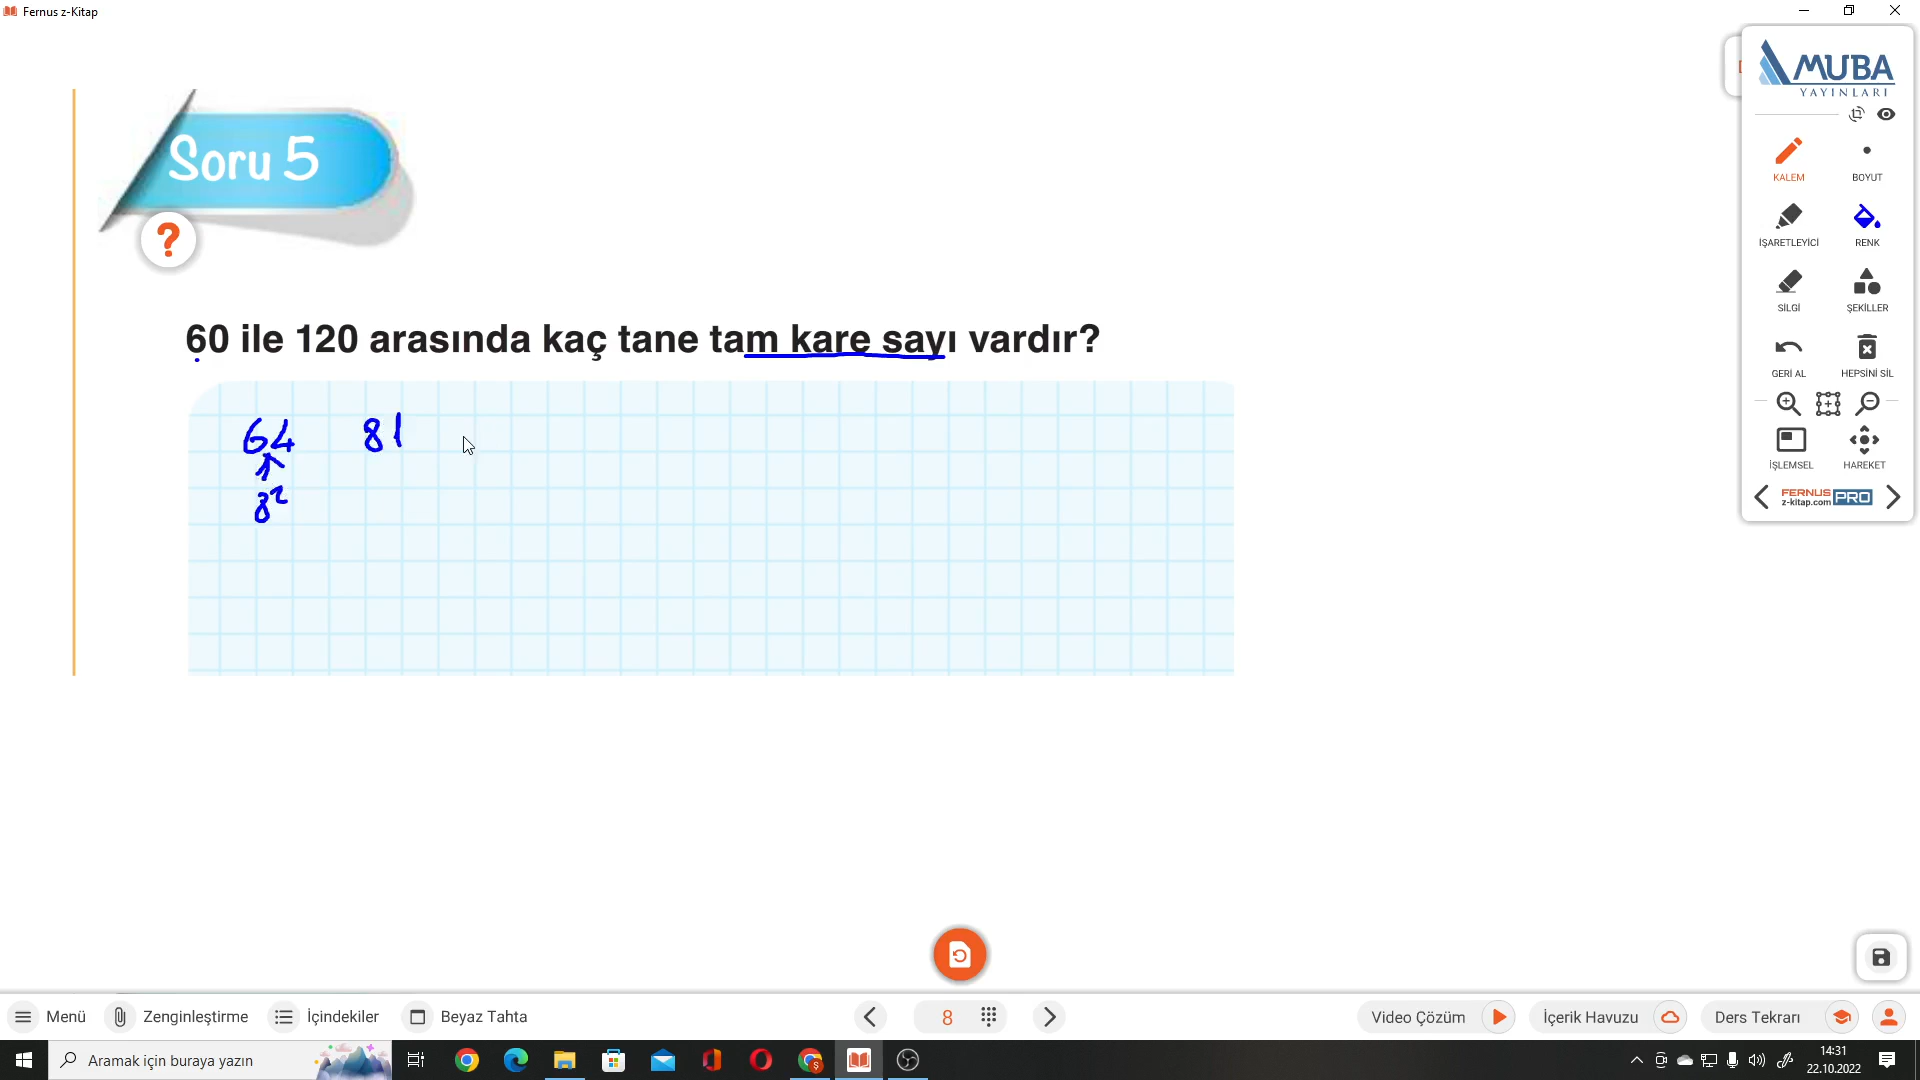 Fernus z-Kitap
MUBA
YAYINLARI
Soru 5
?
KALEM
BOYUT
İŞARETLEYİCİ
RENK
SİLGİ
ŞEKİLLER
60 ile 120 arasında kaç tane tam kare sayı vardır?
GERİ AL
HEPSİNİ SİL
64 81
8²
İŞLEMSEL
HAREKET
FERNUS
z-kitap.com PRO
Menü
Zenginleştirme
İçindekiler
Beyaz Tahta
8
Video Çözüm
İçerik Havuzu
Ders Tekrarı
Aramak için buraya yazın
14:31
22.10.2022